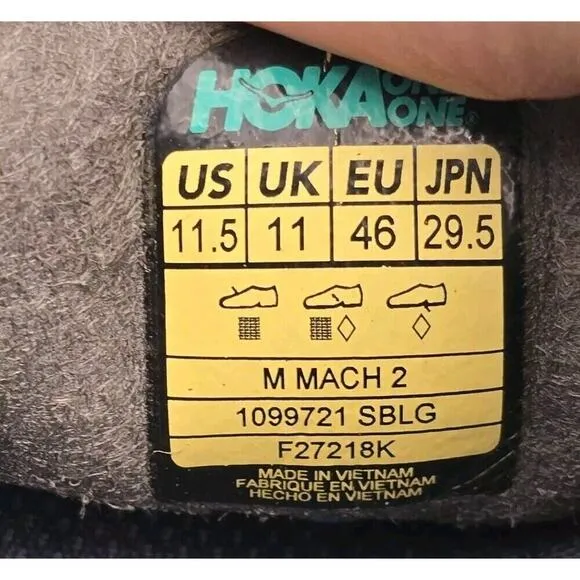 HOKA ONE ONE®
US UK EU JPN
11.5 11 46 29.5
M MACH 2
1099721 SBLG
F27218K
MADE IN VIETNAM
FABRIQUE EN VIETNAM
HECHO EN VIETNAM